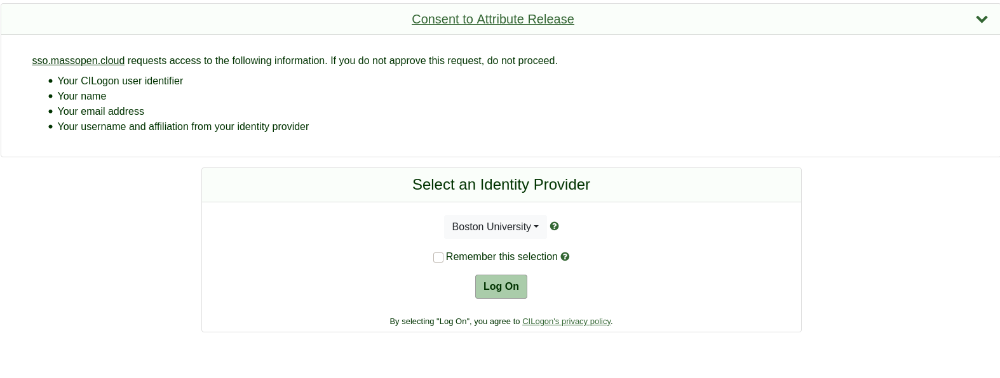 Consent to Attribute Release
sso.massopen.cloud requests access to the following information. If you do not approve this request, do not proceed.
• Your CILogon user identifier
• Your name
• Your email address
• Your username and affiliation from your identity provider
Select an Identity Provider
Boston University
Remember this selection
Log On
By selecting "Log On", you agree to CILogon's privacy policy.